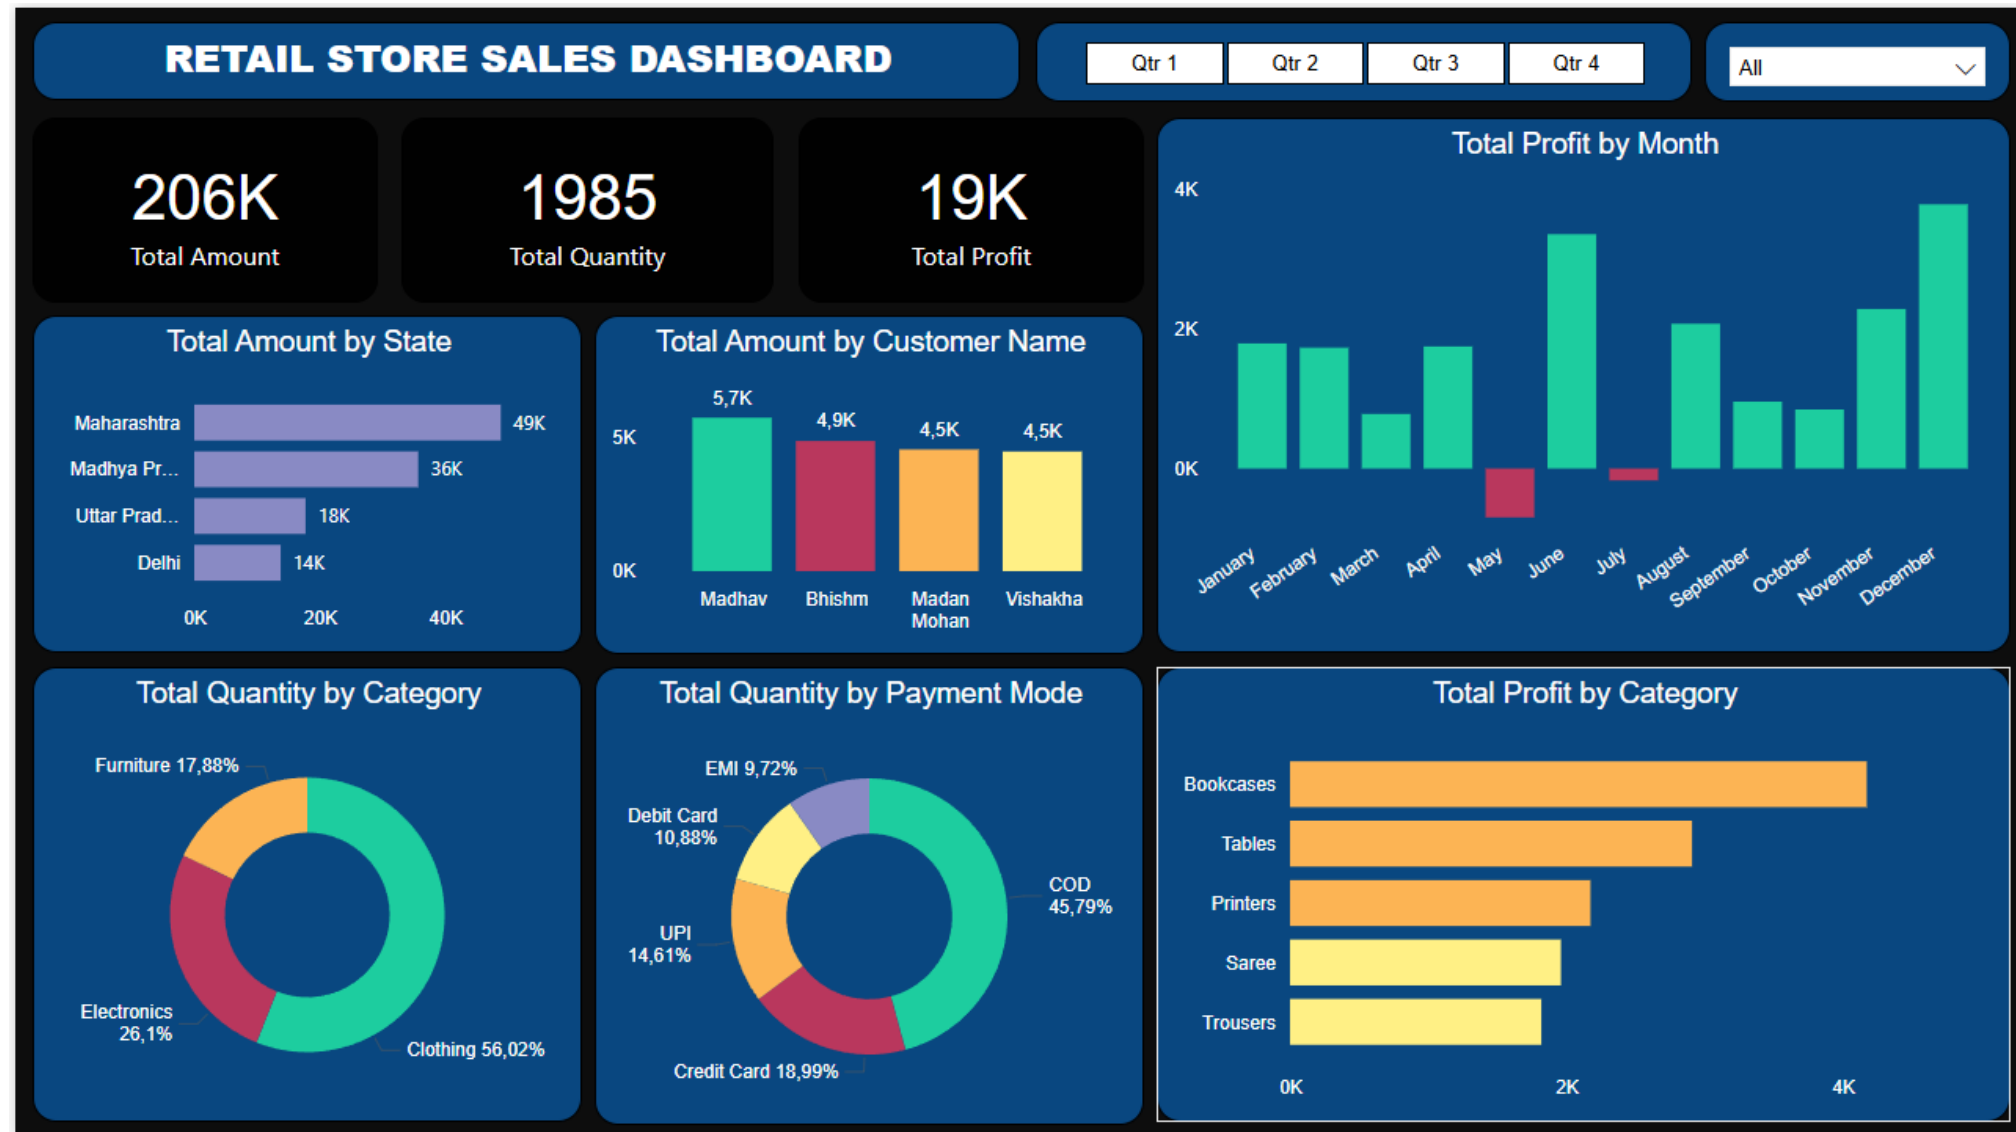 RETAIL STORE SALES DASHBOARD
Qtr 1
Qtr 2
Qtr 3
Qtr 4
All
206K
Total Amount
1985
Total Quantity
19K
Total Profit
Total Profit by Month
4K
2K
0K
January
February
March
April
May
June
July
August
September
October
November
December
Total Amount by State
Maharashtra
49K
Madhya Pr...
36K
Uttar Prad...
18K
Delhi
14K
0K
20K
40K
Total Amount by Customer Name
5K
0K
5,7K
4,9K
4,5K
4,5K
Madhav
Bhishm
Madan
Mohan
Vishakha
Total Quantity by Category
Furniture 17,88%
Electronics
26,1%
Clothing 56,02%
Total Quantity by Payment Mode
EMI 9,72%
Debit Card
10,88%
UPI
14,61%
COD
45,79%
Credit Card 18,99%
Total Profit by Category
Bookcases
Tables
Printers
Saree
Trousers
0K
2K
4K